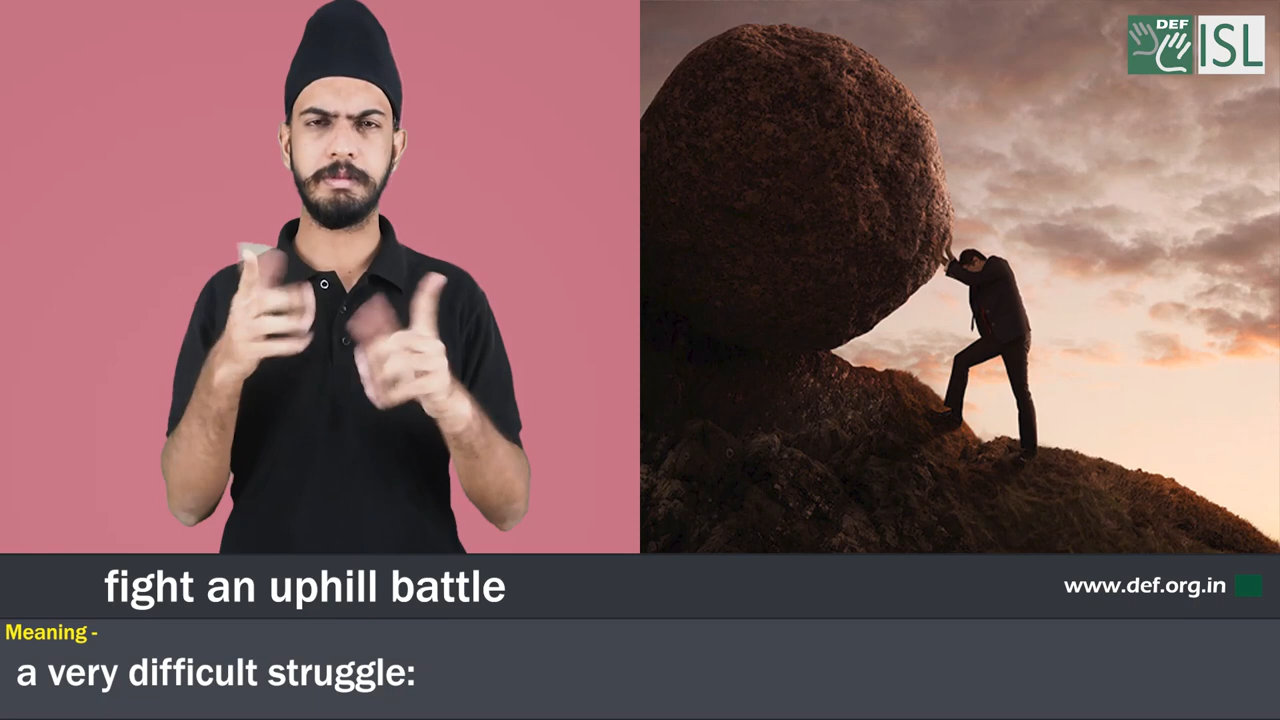 DEF
ISL
fight an uphill battle
www.def.org.in
Meaning -
a very difficult struggle: